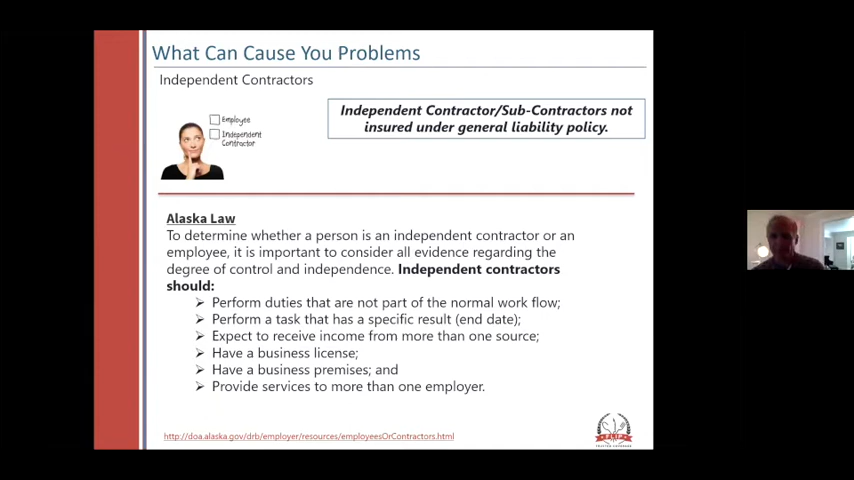 What Can Cause You Problems
Independent Contractors
Employee
Independent
Contractor
Independent Contractor/Sub-Contractors not
insured under general liability policy.
Alaska Law
To determine whether a person is an independent contractor or an
employee, it is important to consider all evidence regarding the
degree of control and independence. Independent contractors
should:
➢ Perform duties that are not part of the normal work flow;
➢ Perform a task that has a specific result (end date);
➢ Expect to receive income from more than one source;
➢ Have a business license;
➢ Have a business premises; and
➢ Provide services to more than one employer.
http://doa.alaska.gov/drb/employer/resources/employeesOrContractors.html
FLIP